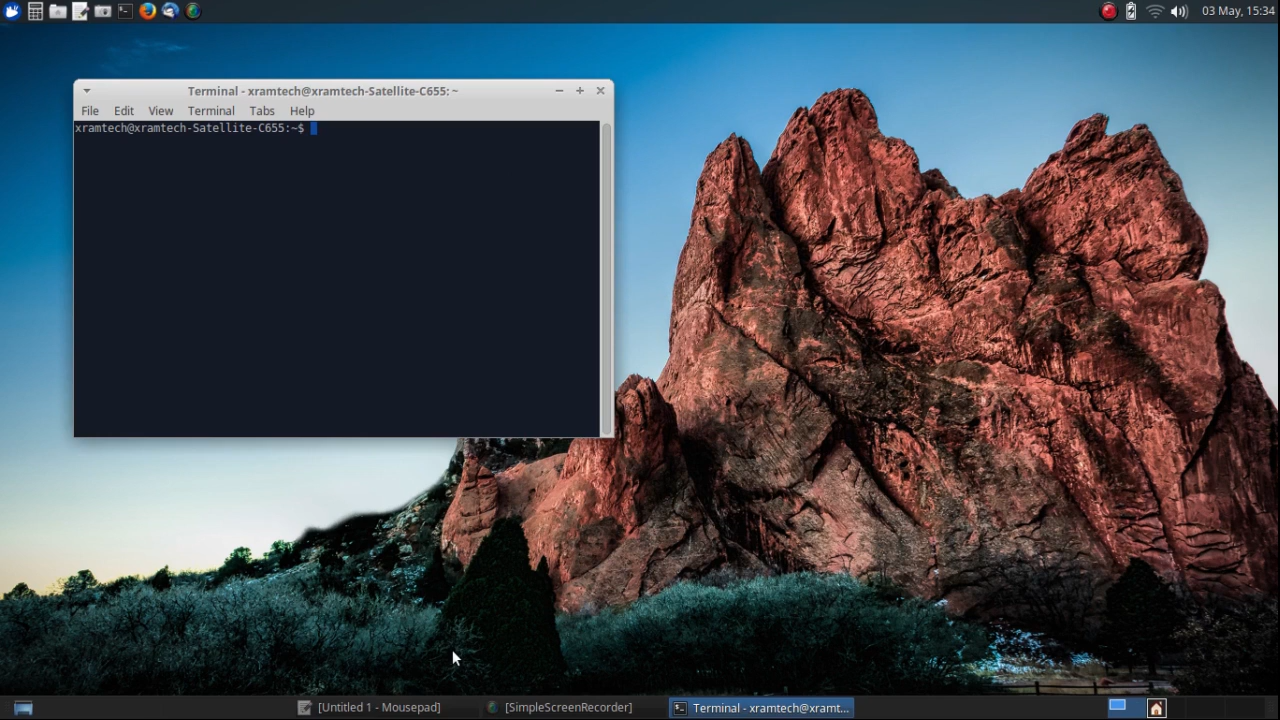 03 May, 15:34
Terminal - xramtech@xramtech-Satellite-C655: ~
File Edit View Terminal Tabs Help
xramtech@xramtech-Satellite-C655:~$
[Untitled 1 - Mousepad] [SimpleScreenRecorder] Terminal - xramtech@xramt...